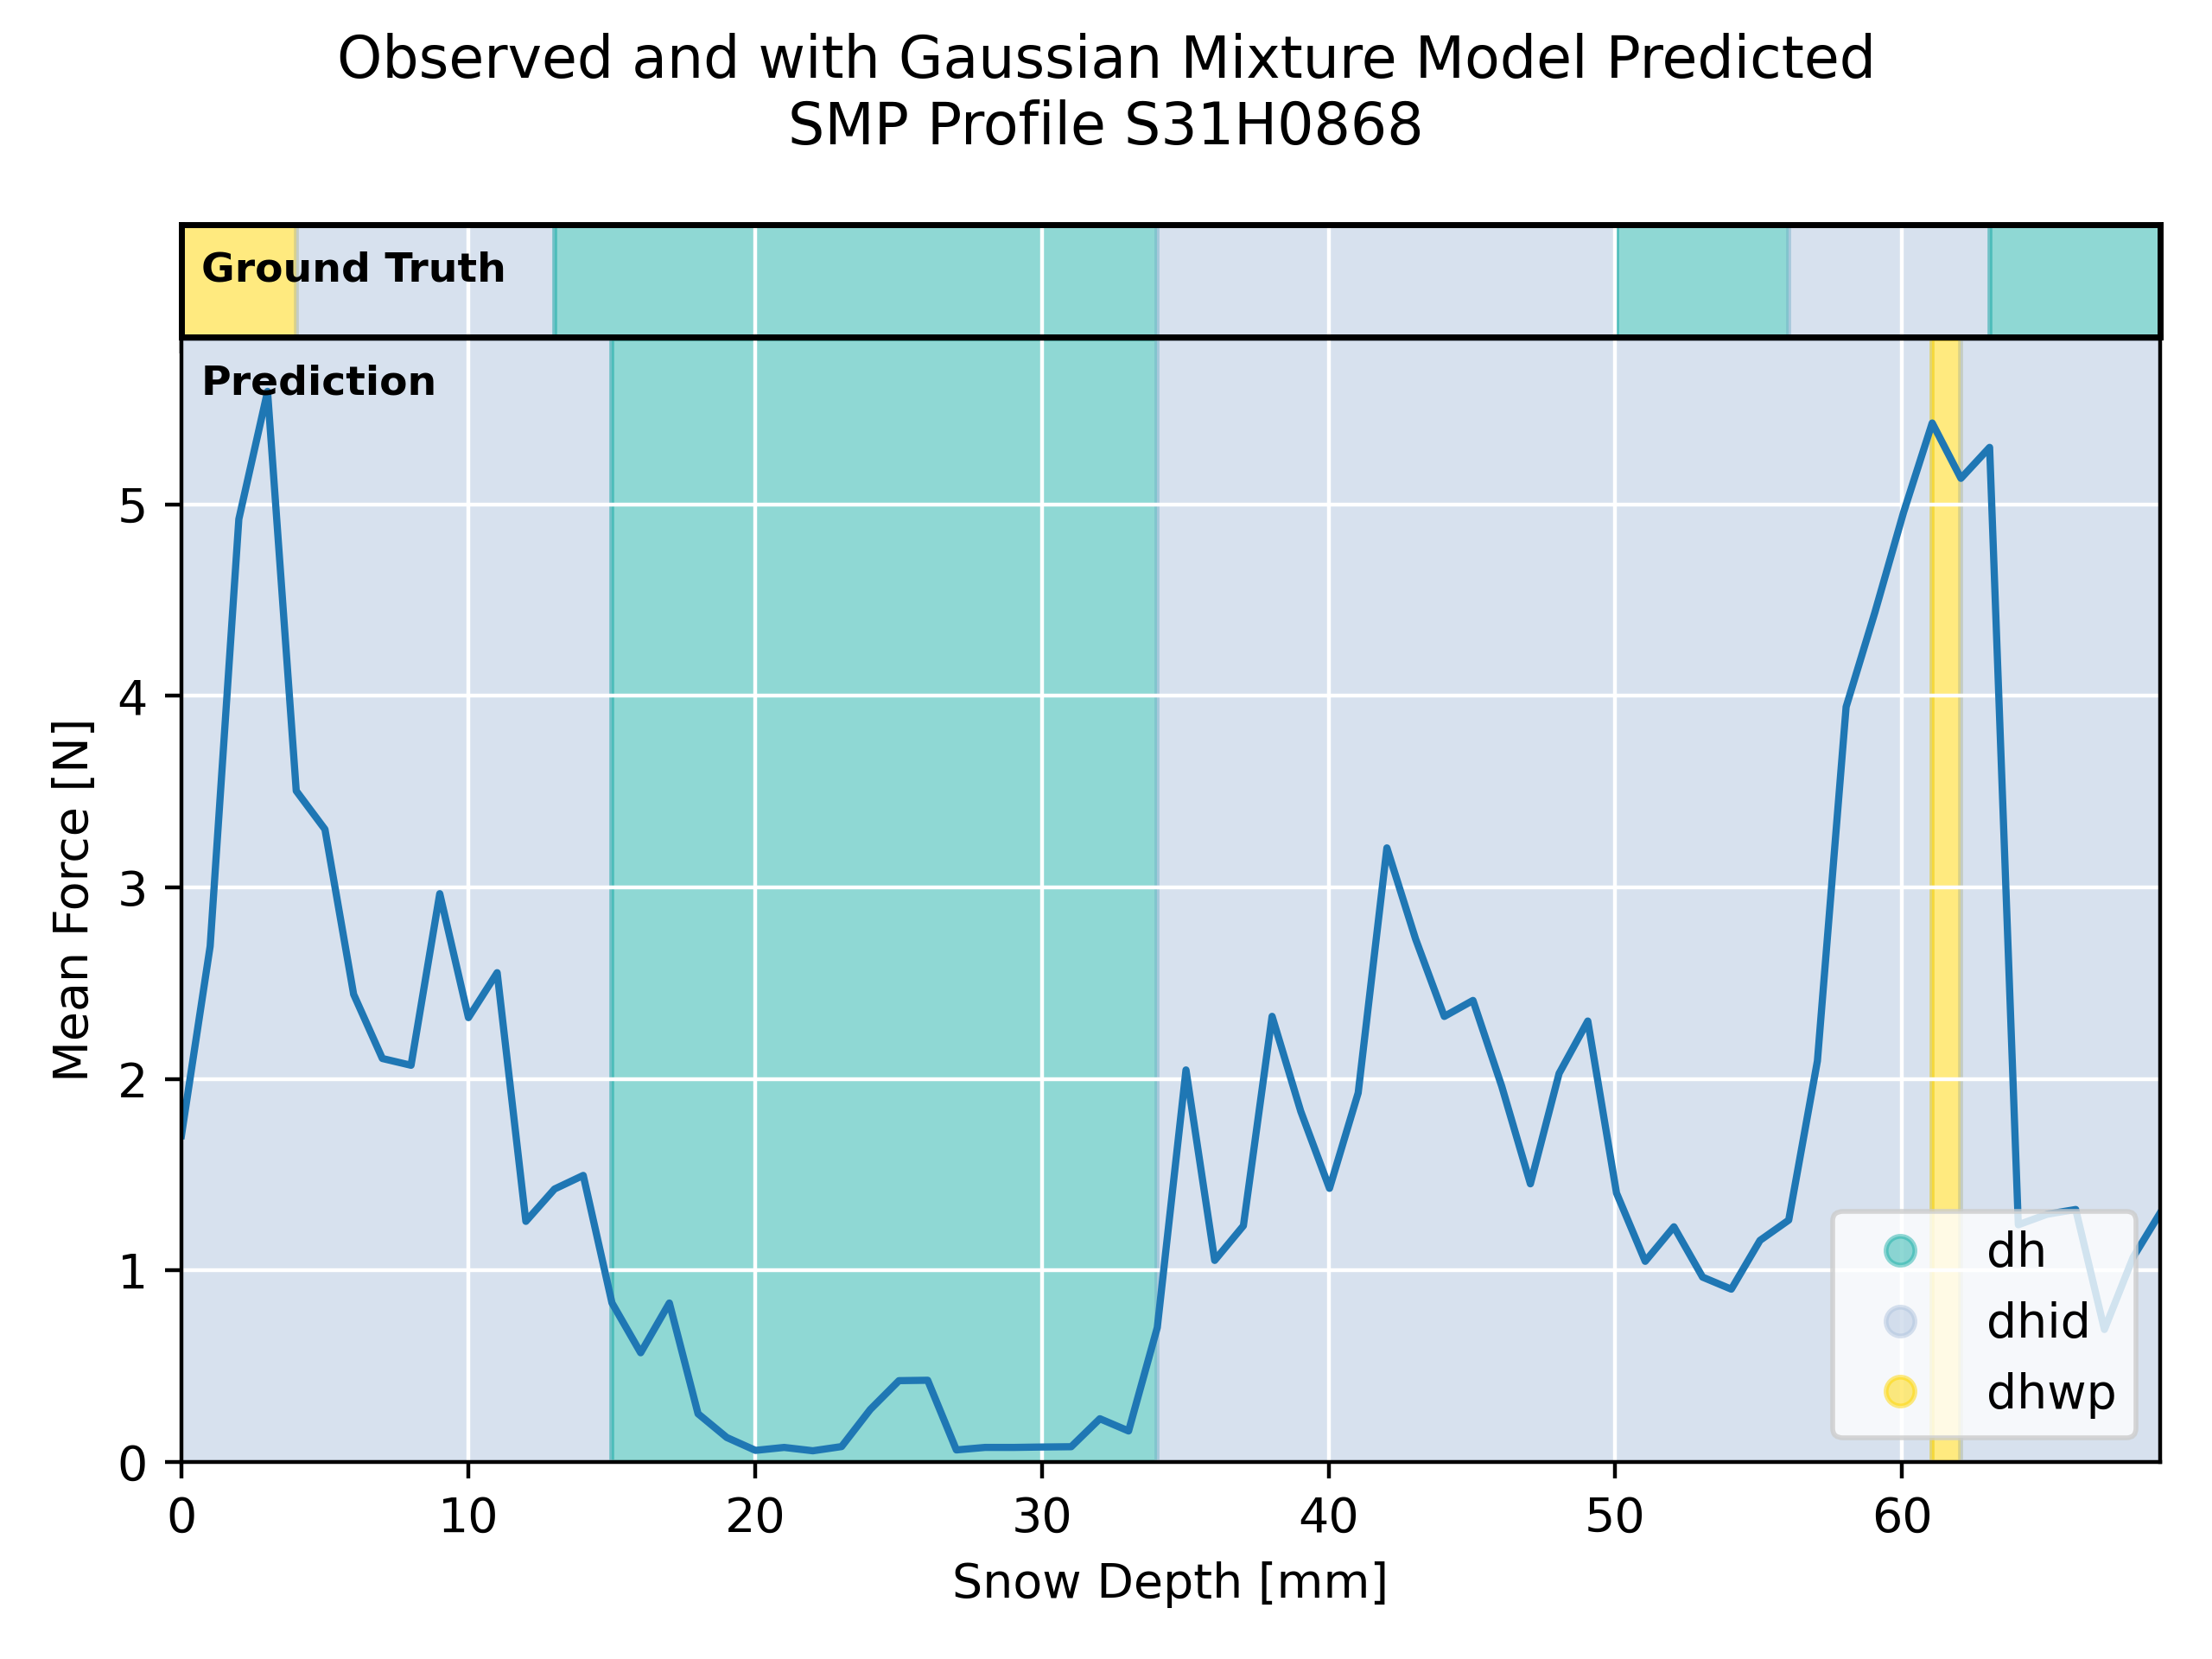 Observed and with Gaussian Mixture Model Predicted
SMP Profile S31H0868
Ground Truth
Prediction
5
4
3
2
1
0
Mean Force [N]
dh
dhid
dhwp
0 10 20 30 40 50 60
Snow Depth [mm]